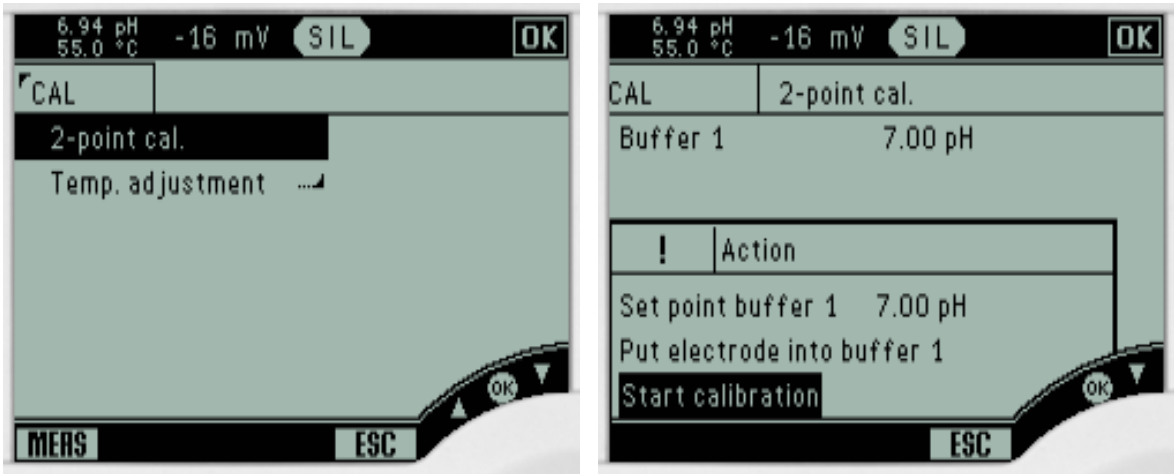 6.94 pH
55.0 °C
-16 mV
SIL
OK
CAL
2-point cal.
Temp. adjustment
OK
MEAS
ESC
6.94 pH
55.0 °C
-16 mV
SIL
OK
CAL
2-point cal.
Buffer 1 7.00 pH
! Action
Set point buffer 1 7.00 pH
Put electrode into buffer 1
Start calibration
OK
ESC